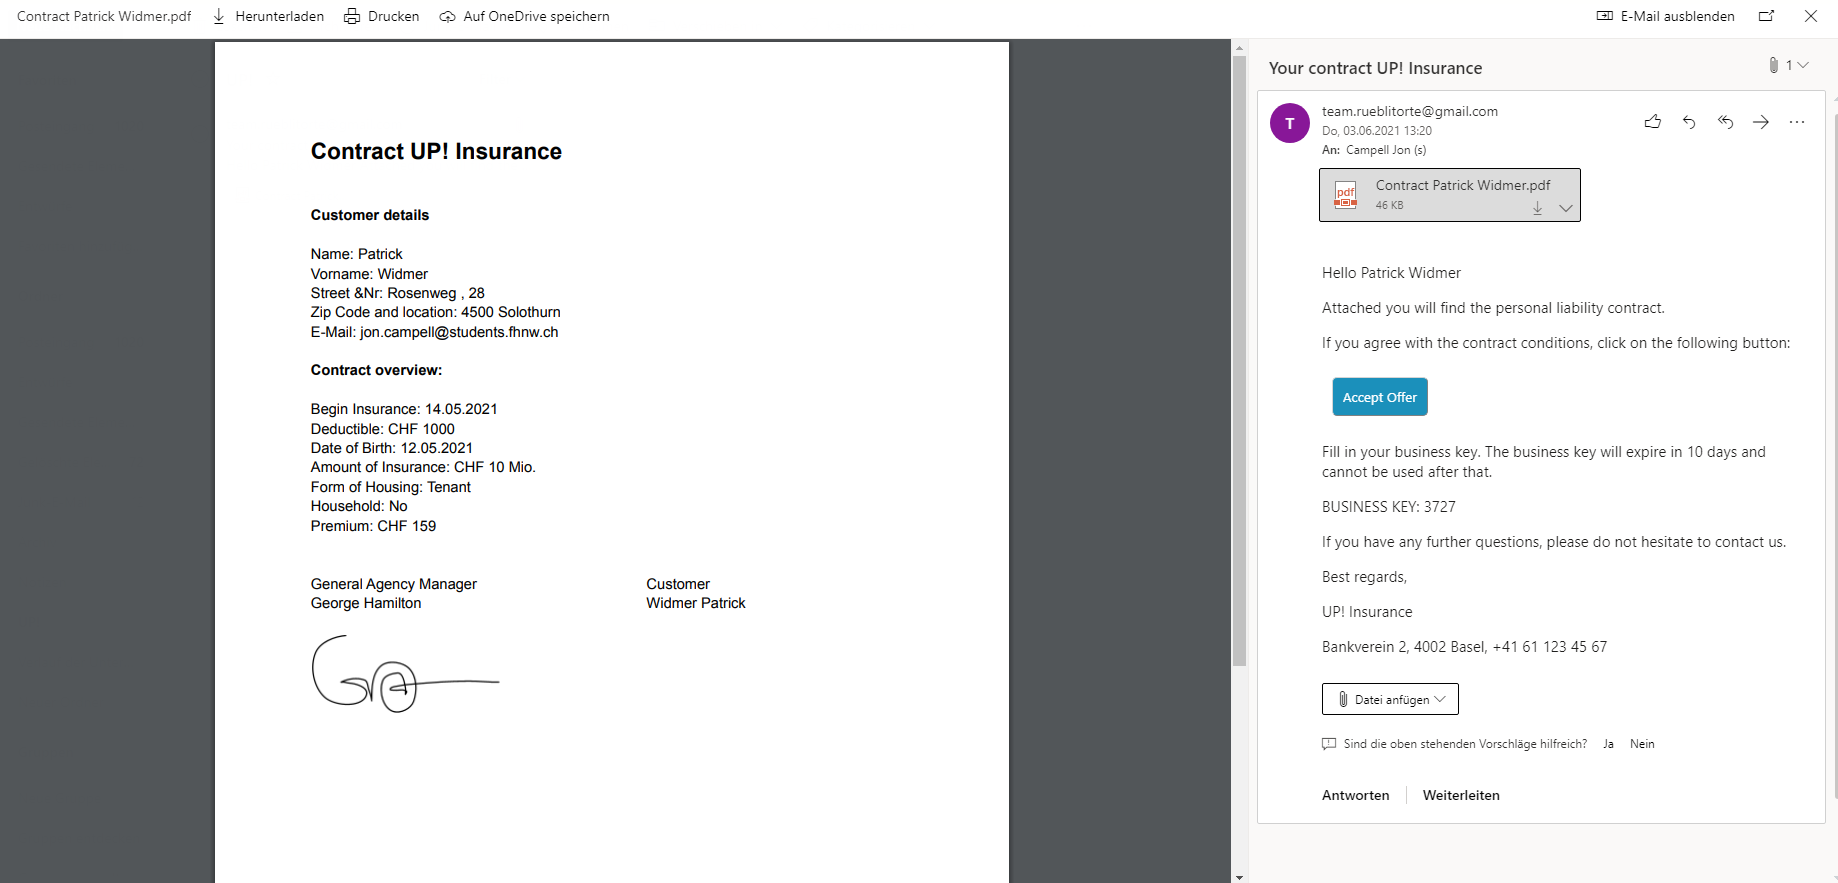 Contract Patrick Widmer.pdf Herunterladen Drucken Auf OneDrive speichern E-Mail ausblenden
Contract UP! Insurance
Customer details
Name: Patrick
Vorname: Widmer
Street &Nr: Rosenweg , 28
Zip Code and location: 4500 Solothurn
E-Mail: jon.campell@students.fhnw.ch
Contract overview:
Begin Insurance: 14.05.2021
Deductible: CHF 1000
Date of Birth: 12.05.2021
Amount of Insurance: CHF 10 Mio.
Form of Housing: Tenant
Household: No
Premium: CHF 159
General Agency Manager Customer
George Hamilton Widmer Patrick
Your contract UP! Insurance 1
T
team.rueblitorte@gmail.com
Do, 03.06.2021 13:20
An: Campell Jon (s)
pdf
Contract Patrick Widmer.pdf
46 KB
Hello Patrick Widmer
Attached you will find the personal liability contract.
If you agree with the contract conditions, click on the following button:
Accept Offer
Fill in your business key. The business key will expire in 10 days and
cannot be used after that.
BUSINESS KEY: 3727
If you have any further questions, please do not hesitate to contact us.
Best regards,
UP! Insurance
Bankverein 2, 4002 Basel, +41 61 123 45 67
Datei anfügen
Sind die oben stehenden Vorschläge hilfreich? Ja Nein
Antworten Weiterleiten